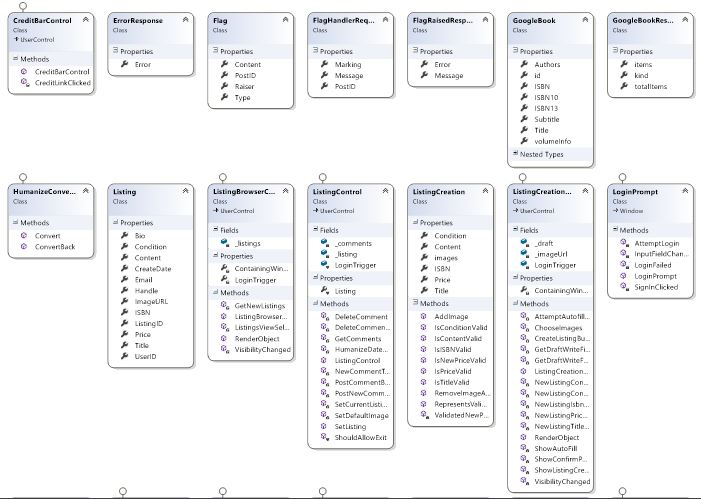 CreditBarControl
Class
UserControl
Methods
CreditBarControl
CreditLinkClicked
ErrorResponse
Class
Properties
Error
Flag
Class
Properties
Content
PostID
Raiser
Type
FlagHandlerReq...
Class
Properties
Marking
Message
PostID
FlagRaisedResp...
Class
Properties
Error
Message
GoogleBook
Class
Properties
Authors
id
ISBN
ISBN10
ISBN13
Subtitle
Title
volumeInfo
Nested Types
GoogleBookRes...
Class
Properties
items
kind
totalItems
HumanizeConve...
Class
Methods
Convert
ConvertBack
Listing
Class
Properties
Bio
Condition
Content
CreateDate
Email
Handle
ImageURL
ISBN
ListingID
Price
Title
UserID
ListingBrowserC...
Class
UserControl
Fields
_listings
Properties
ContainingWin...
LoginTrigger
Methods
GetNewListings
ListingBrowser...
ListingsViewSel...
RenderObject
VisibilityChanged
ListingControl
Class
UserControl
Fields
_comments
_listing
LoginTrigger
Properties
Listing
Methods
DeleteComment
DeleteCommen...
GetComments
HumanizeDate...
ListingControl
NewCommentT...
PostCommentB...
PostNewComm...
SetCurrentListi...
SetDefaultImage
SetListing
ShouldAllowExit
ListingCreation
Class
Properties
Condition
Content
images
ISBN
Price
Title
Methods
AddImage
IsConditionValid
IsContentValid
IsISBNValid
IsNewPriceValid
IsPriceValid
IsTitleValid
RemoveImageA...
RepresentsVali...
ValidatedNewP...
ListingCreation...
Class
UserControl
Fields
_draft
_imageUrl
LoginTrigger
Properties
ContainingWin...
Methods
AttemptAutofill...
ChooseImages
CreateListingBu...
GetDraftWriteFi...
GetDraftWriteF...
ListingCreation...
NewListingCon...
NewListingCon...
NewListingIsbn...
NewListingPric...
NewListingTitle...
RenderObject
ShowAutoFill
ShowConfirmP...
ShowListingCre...
VisibilityChanged
LoginPrompt
Class
Window
Methods
AttemptLogin
InputFieldChan...
LoginFailed
LoginPrompt
SignInClicked